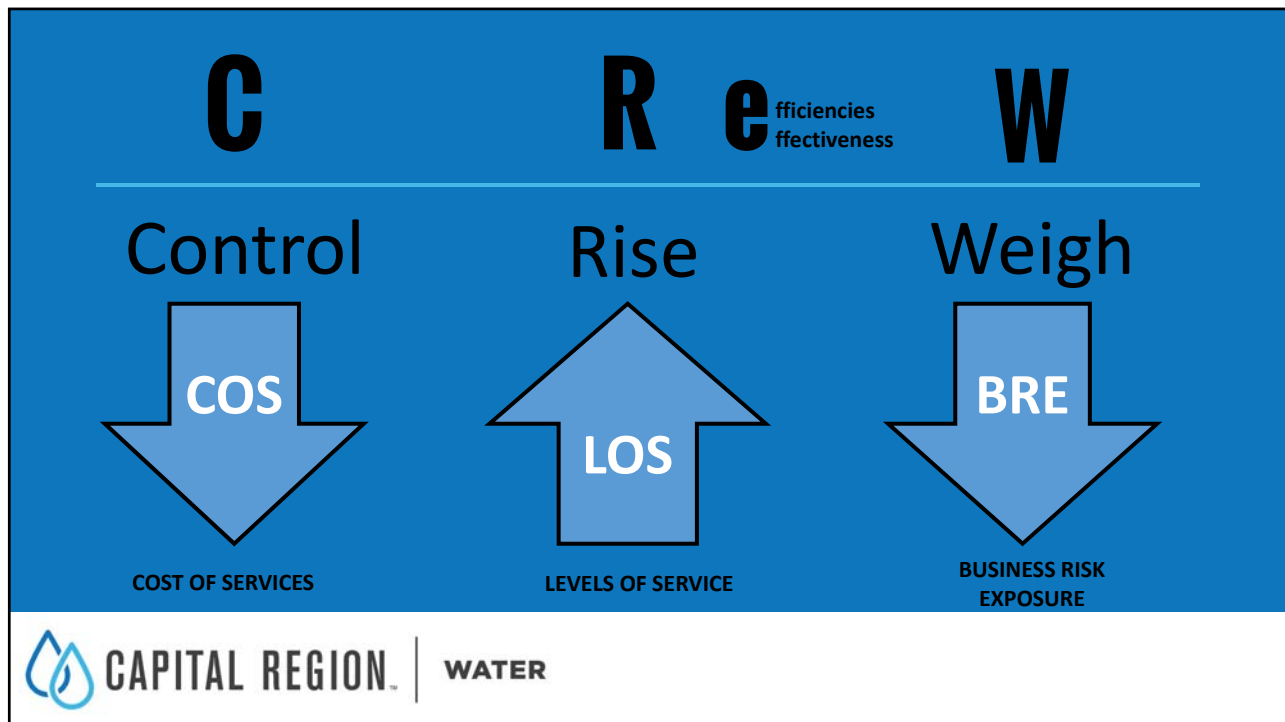 C R e fficiencies W
ffectiveness
Control Rise Weigh
COS LOS BRE
COST OF SERVICES LEVELS OF SERVICE BUSINESS RISK
EXPOSURE
CAPITAL REGION™ WATER